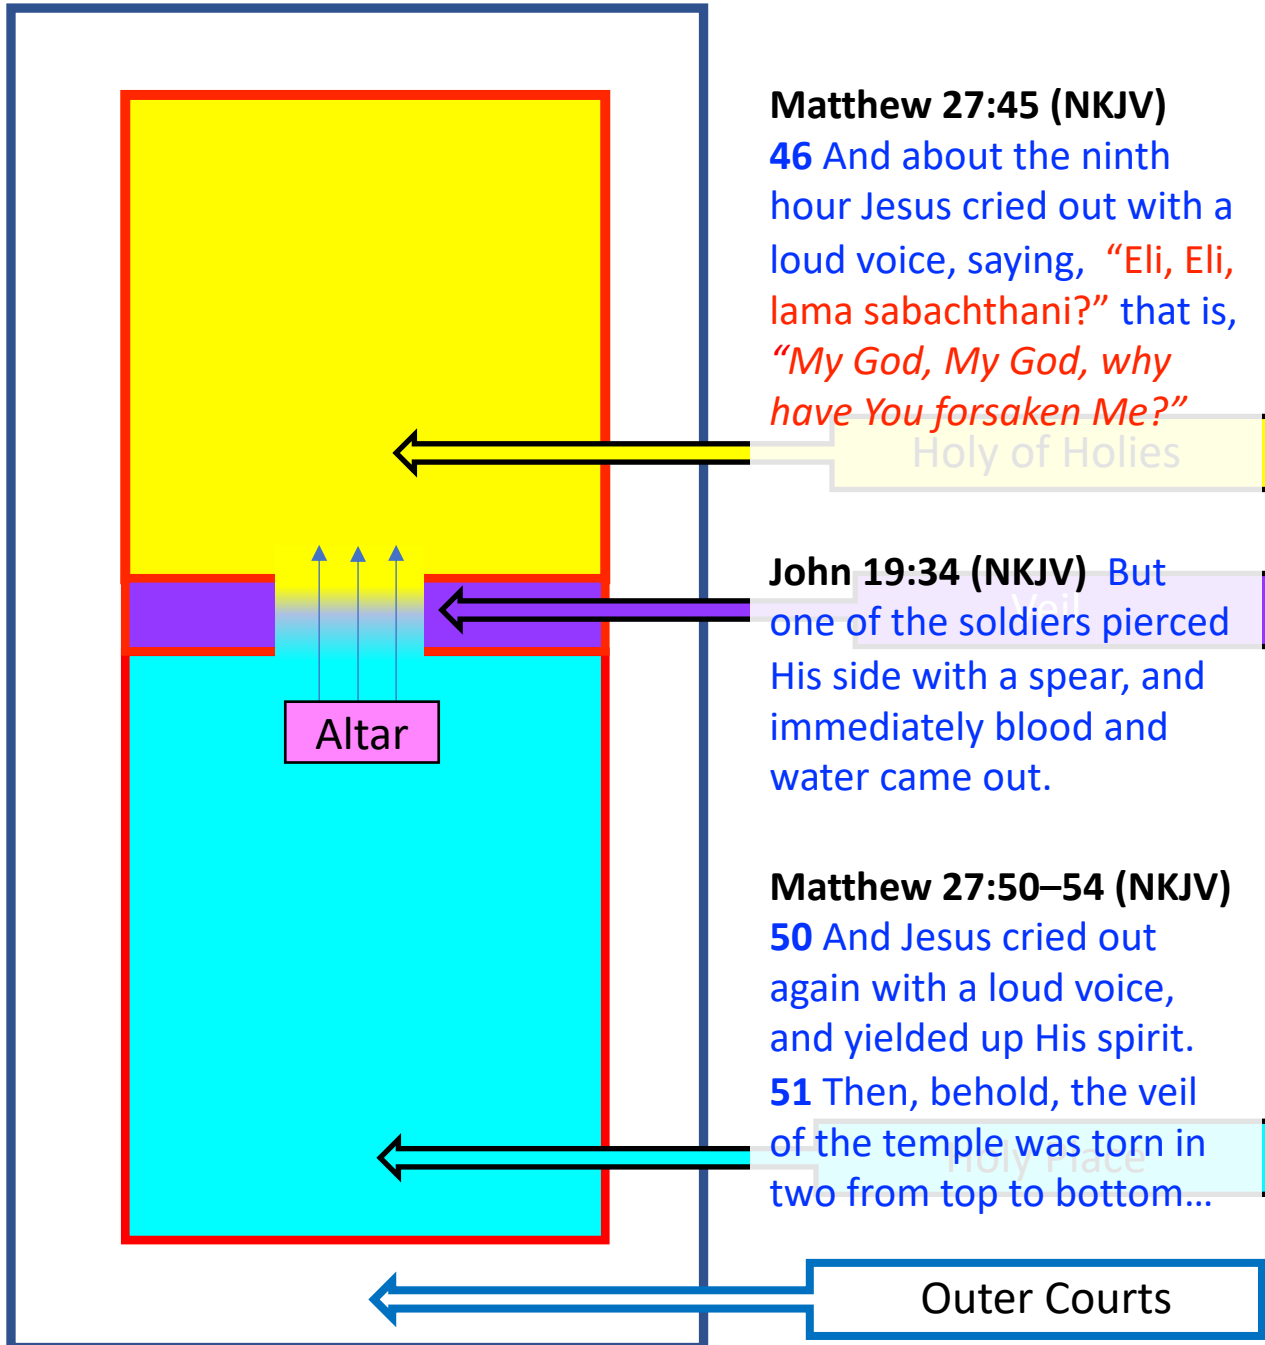 Matthew 27:45 (NKJV)
46 And about the ninth
hour Jesus cried out with a
loud voice, saying, “Eli, Eli,
lama sabachthani?” that is,
“My God, My God, why
have You forsaken Me?”
Holy of Holies
John 19:34 (NKJV) But
one of the soldiers pierced
His side with a spear, and
immediately blood and
water came out.
Veil
Altar
Matthew 27:50–54 (NKJV)
50 And Jesus cried out
again with a loud voice,
and yielded up His spirit.
51 Then, behold, the veil
of the temple was torn in
two from top to bottom…
Holy Place
Outer Courts